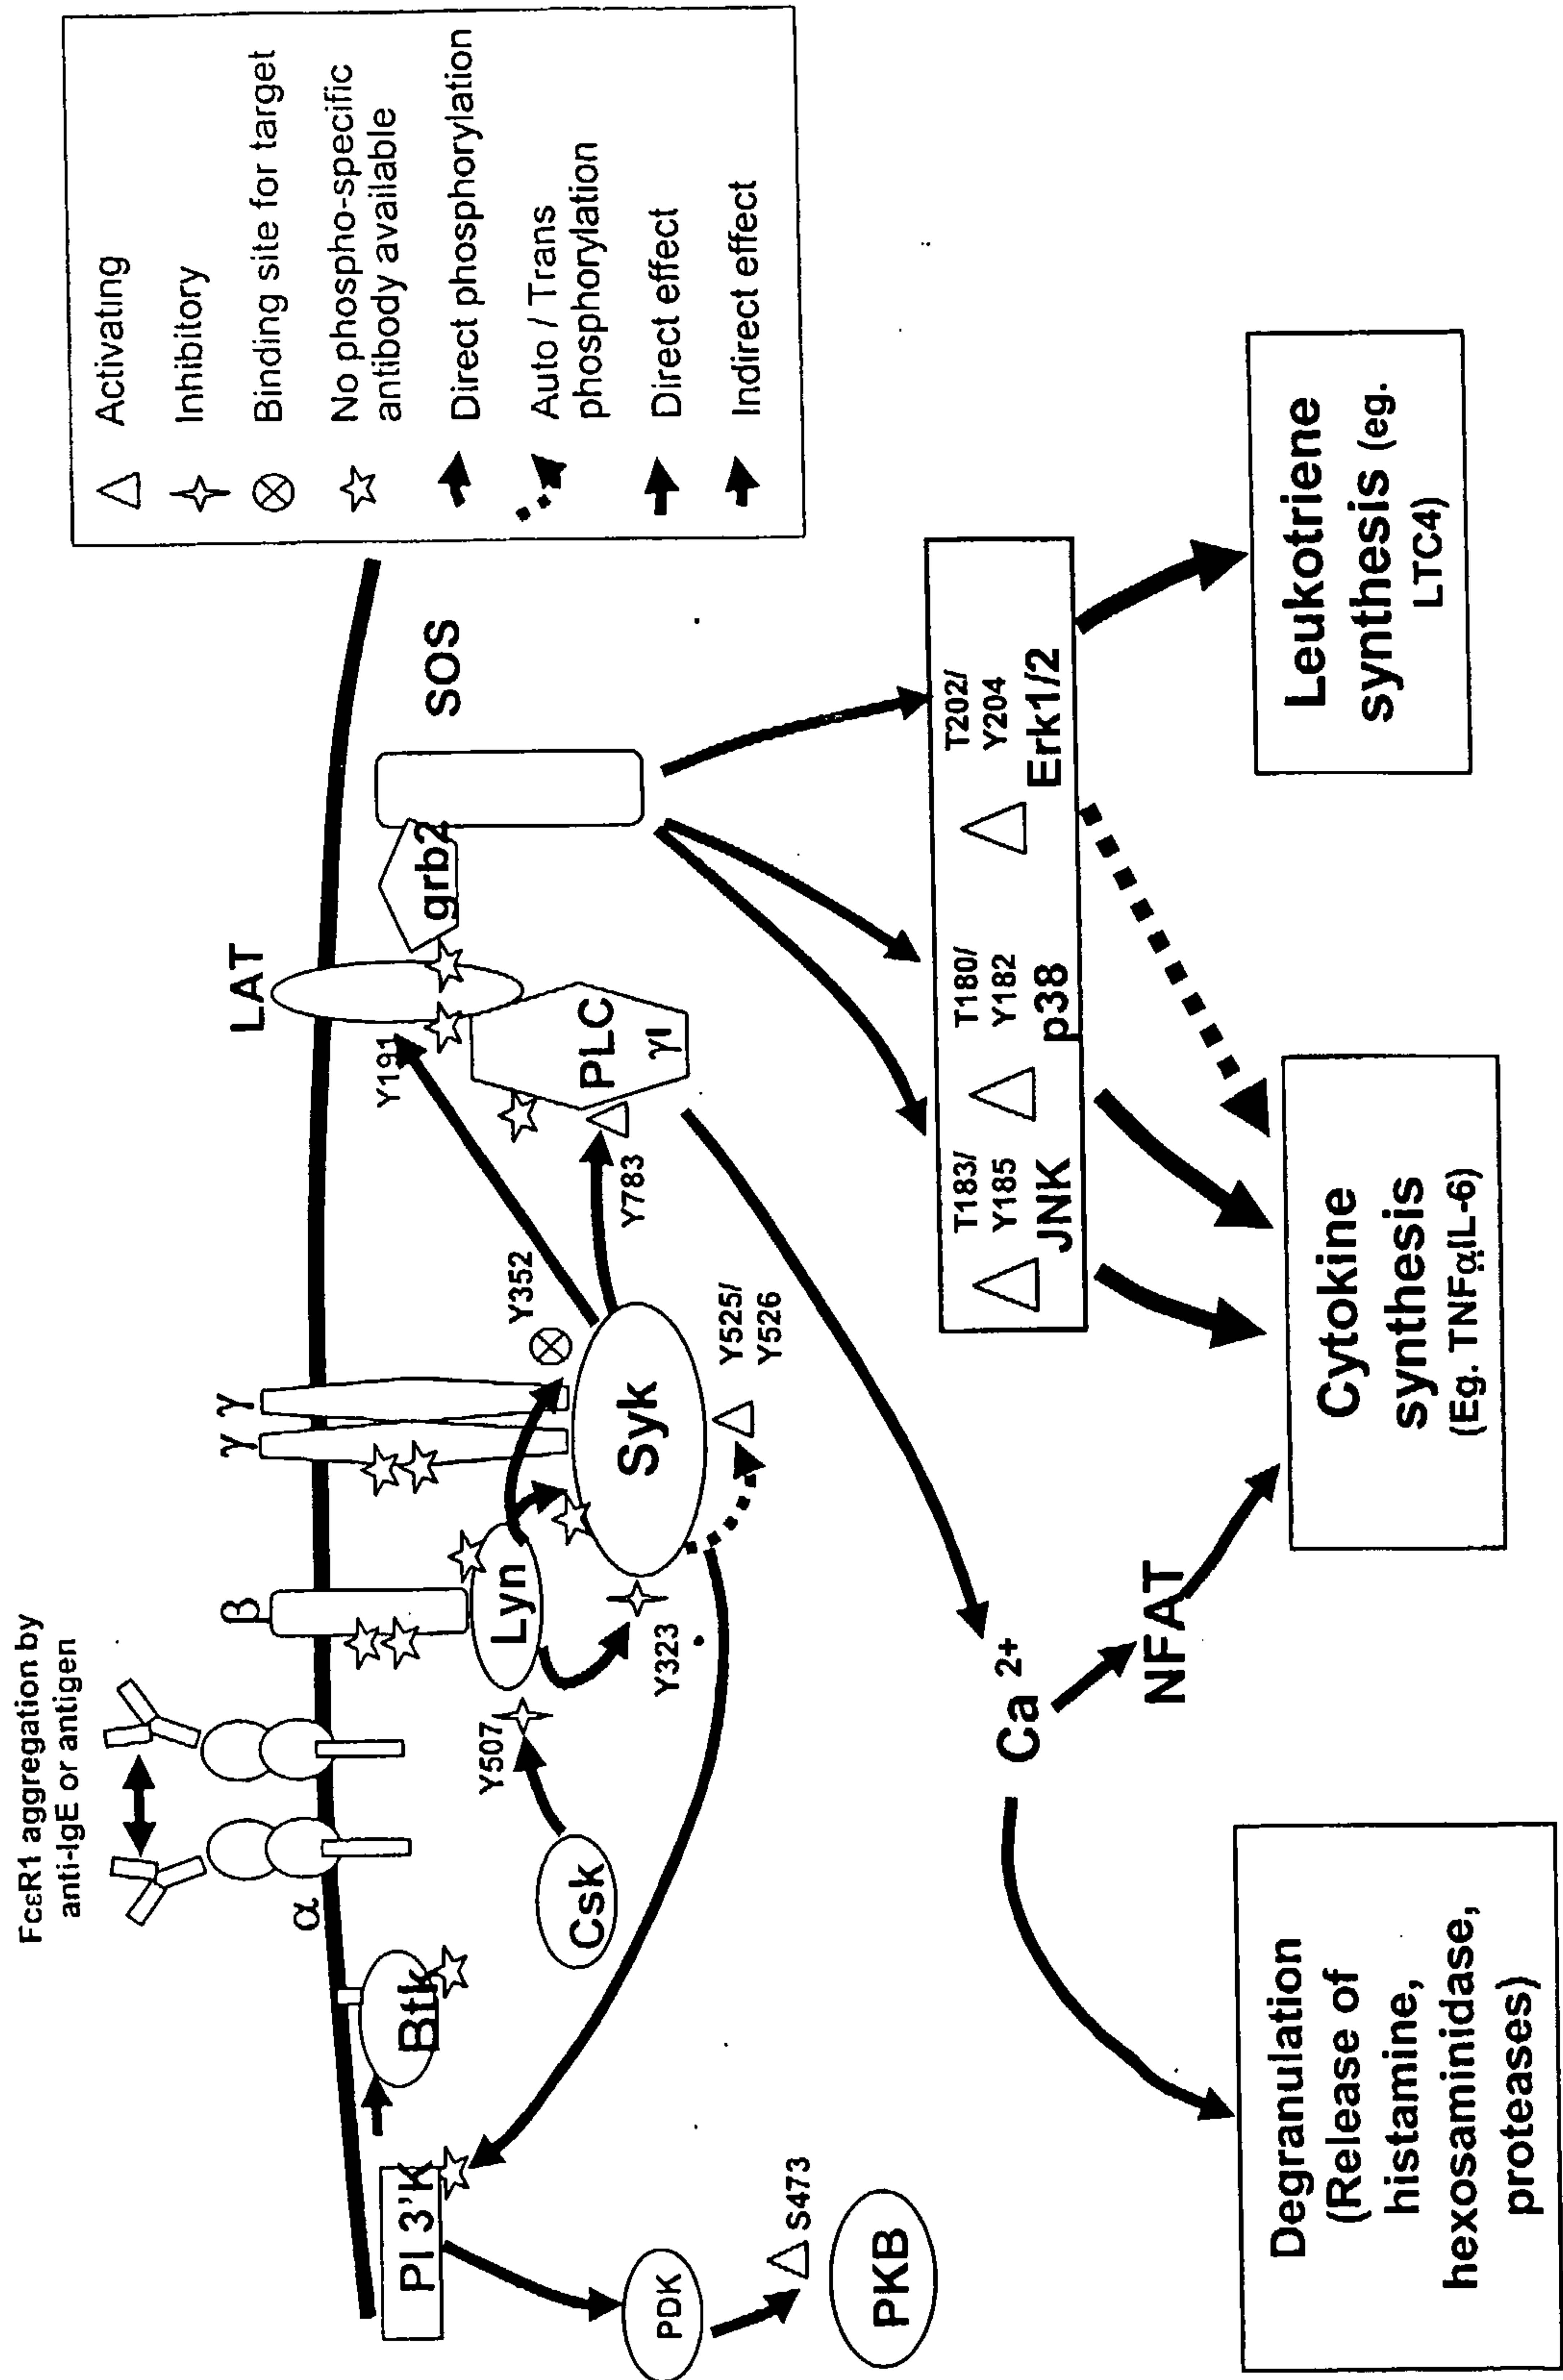 FcεR1 aggregation by
anti-IgE or antigen
α
β
γ γ
LAT
SOS
grb2
Y191
PLC
γI
Y783
Y352
Syk
Y525/
Y526
Lyn
Y323
Y507
Csk
Btk
PI 3'K
PDK
S473
PKB
Ca 2+
NFAT
T183/
Y185
JNK
T180/
Y182
p38
T202/
Y204
Erk1/2
Degranulation
(Release of
histamine,
hexosaminidase,
proteases)
Cytokine
synthesis
(Eg. TNFα,IL-6)
Leukotriene
synthesis (eg.
LTC4)
Activating
Inhibitory
Binding site for target
No phospho-specific
antibody available
Direct phosphorylation
Auto / Trans
phosphorylation
Direct effect
Indirect effect